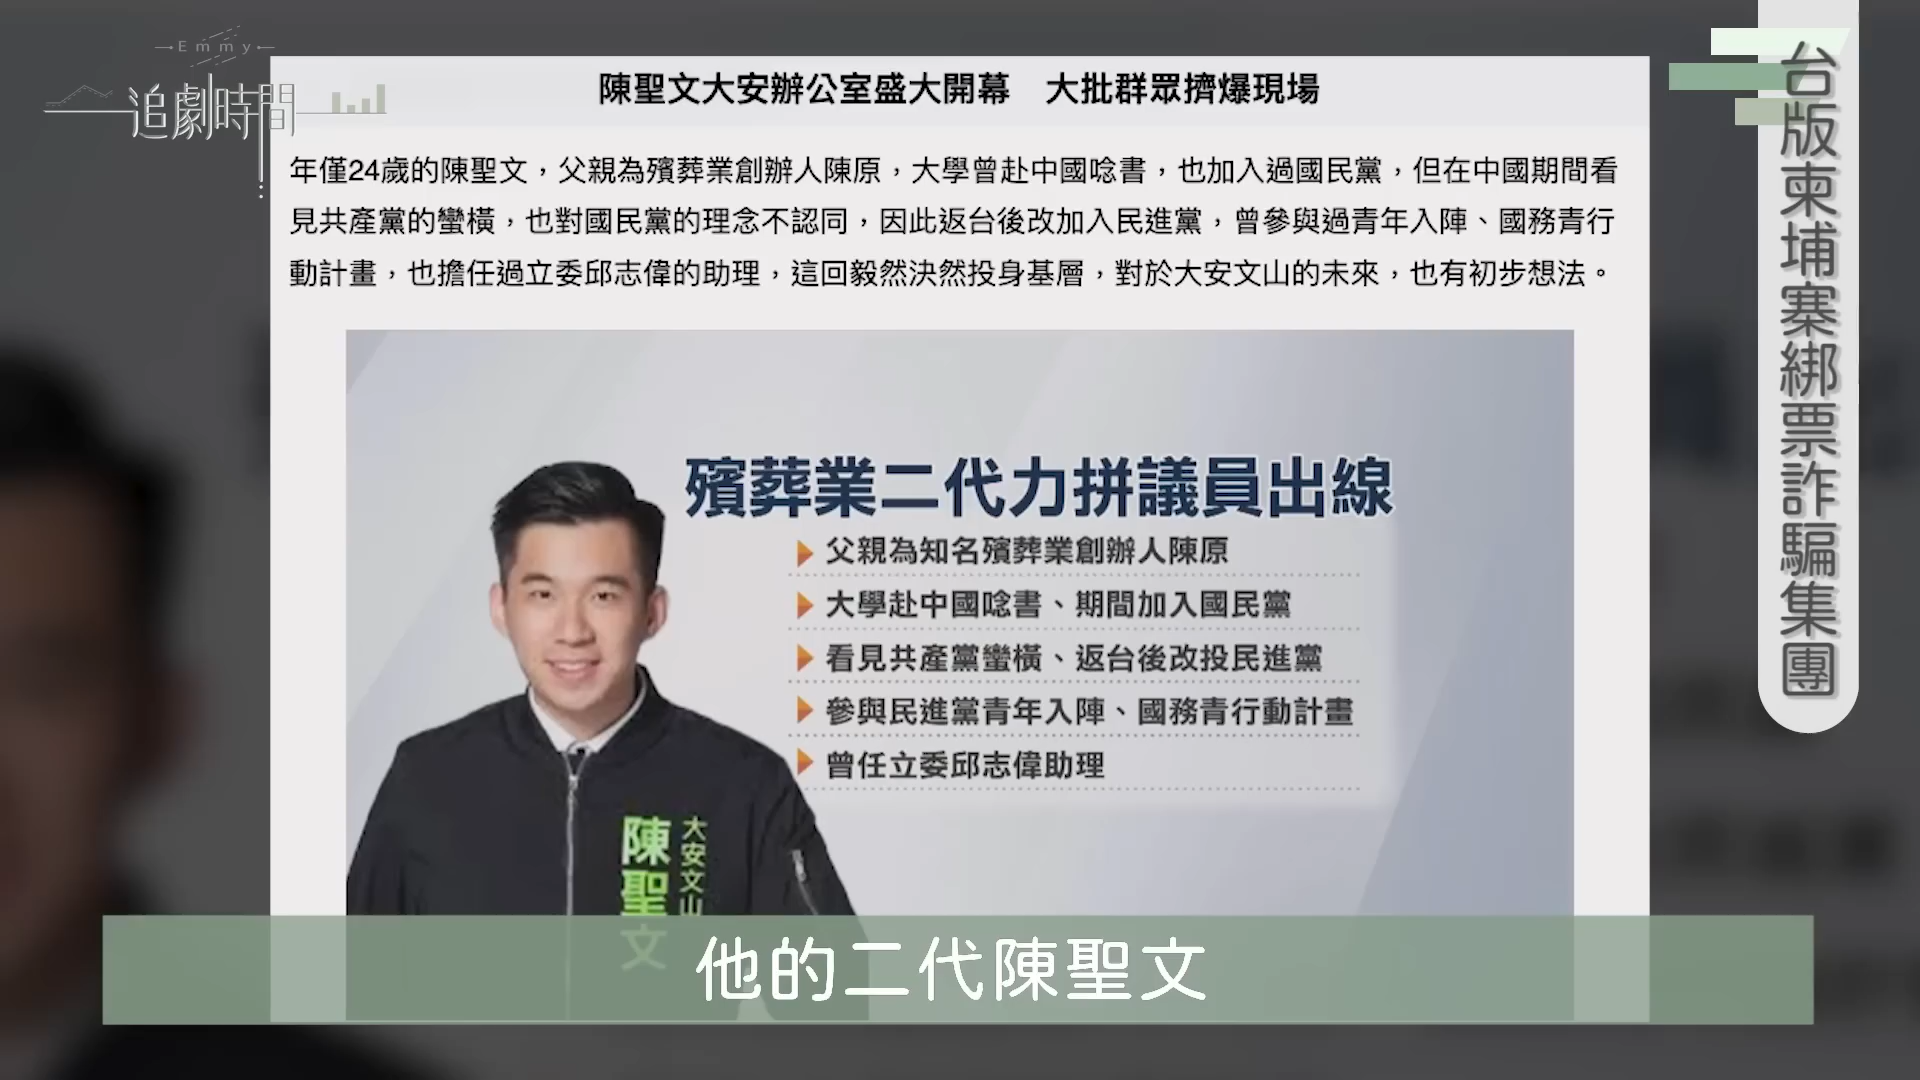 Emmy
追劇時間
陳聖文大安辦公室盛大開幕　大批群眾擠爆現場
年僅24歲的陳聖文，父親為殯葬業創辦人陳原，大學曾赴中國唸書，也加入過國民黨，但在中國期間看
見共產黨的蠻橫，也對國民黨的理念不認同，因此返台後改加入民進黨，曾參與過青年入陣、國務青行
動計畫，也擔任過立委邱志偉的助理，這回毅然決然投身基層，對於大安文山的未來，也有初步想法。
殯葬業二代力拼議員出線
父親為知名殯葬業創辦人陳原
大學赴中國唸書、期間加入國民黨
看見共產黨蠻橫、返台後改投民進黨
參與民進黨青年入陣、國務青行動計畫
曾任立委邱志偉助理
大安文山
陳聖文
他的二代陳聖文
台版柬埔寨綁票詐騙集團